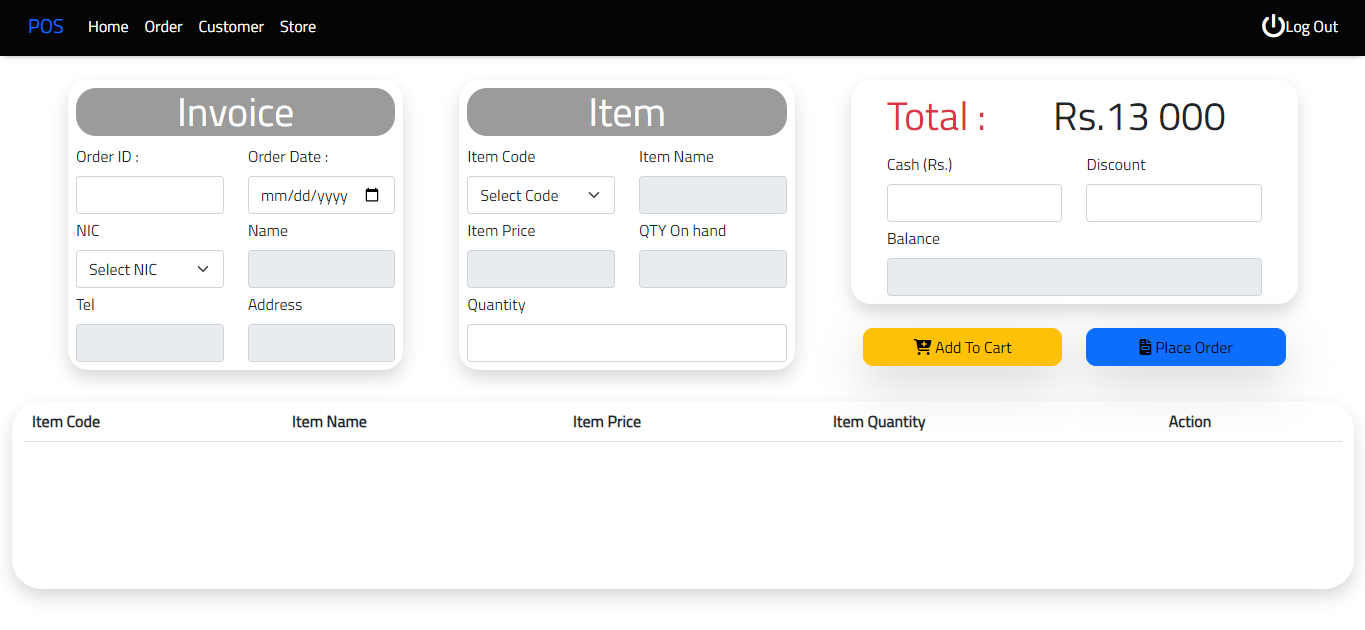 POS Home Order Customer Store Log Out
Invoice
Order ID : Order Date :
mm/dd/yyyy
NIC Name
Select NIC
Tel Address
Item
Item Code Item Name
Select Code
Item Price QTY On hand
Quantity
Total : Rs.13 000
Cash (Rs.) Discount
Balance
Add To Cart Place Order
Item Code Item Name Item Price Item Quantity Action